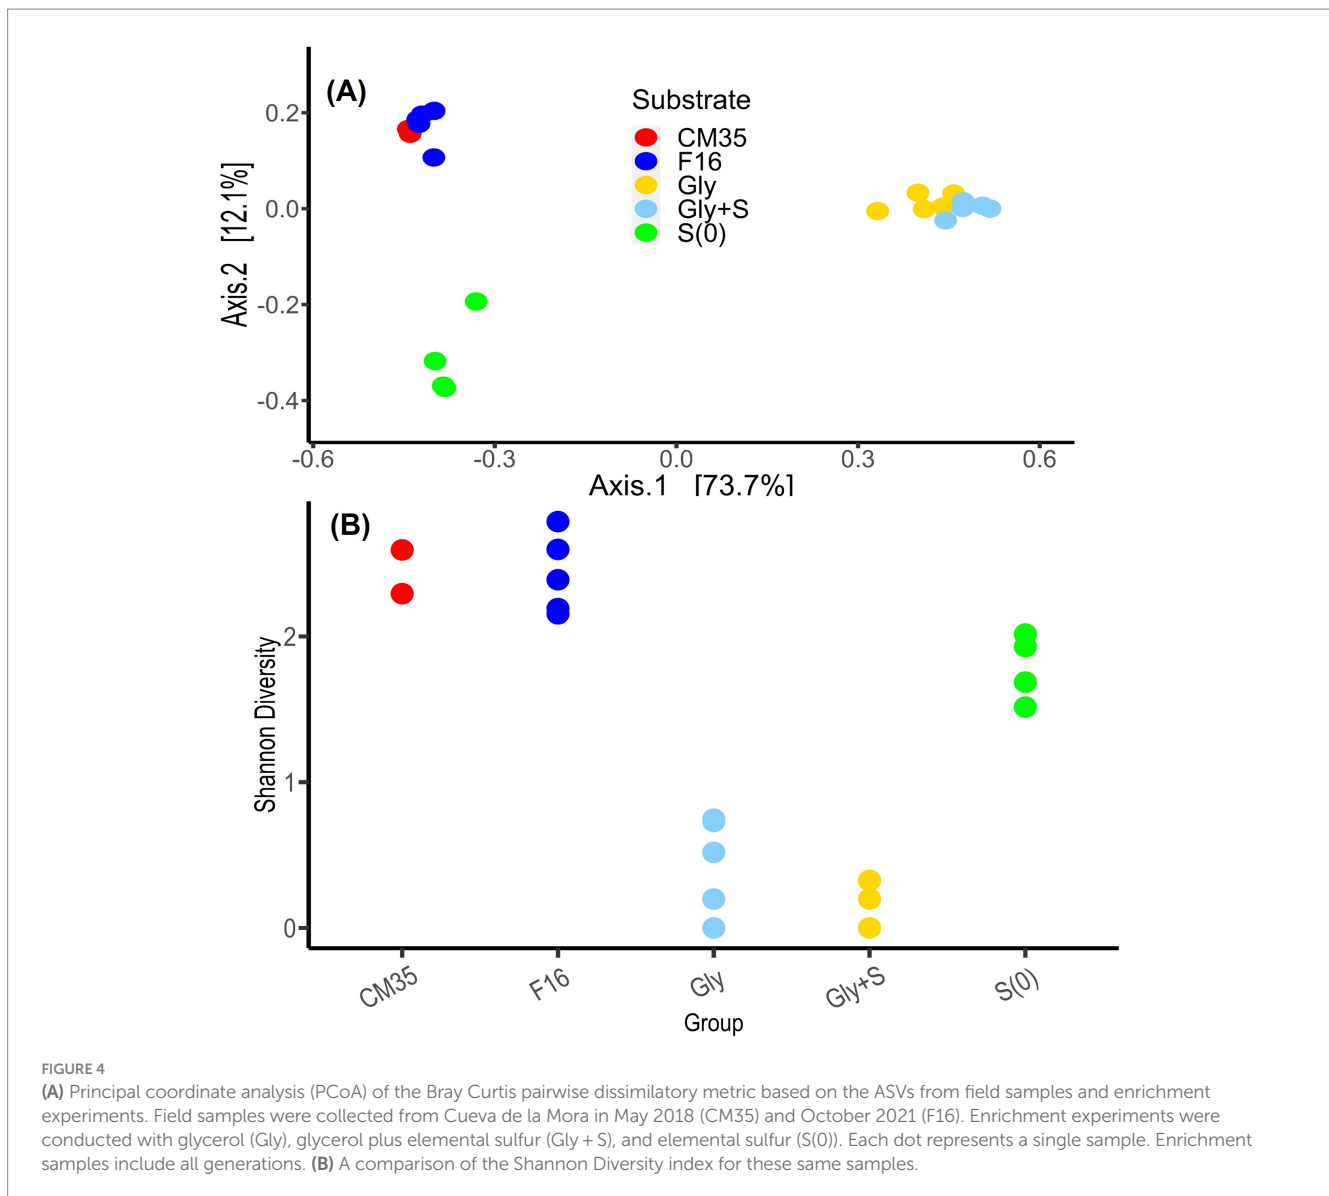 (A)
Substrate
CM35
F16
Gly
Gly+S
S(0)
0.2
0.0
-0.2
-0.4
Axis.2 [12.1%]
-0.6 -0.3 0.0 0.3 0.6
Axis.1 [73.7%]
(B)
2
1
0
Shannon Diversity
CM35 F16 Gly Gly+S S(0)
Group
FIGURE 4
(A) Principal coordinate analysis (PCoA) of the Bray Curtis pairwise dissimilatory metric based on the ASVs from field samples and enrichment
experiments. Field samples were collected from Cueva de la Mora in May 2018 (CM35) and October 2021 (F16). Enrichment experiments were
conducted with glycerol (Gly), glycerol plus elemental sulfur (Gly + S), and elemental sulfur (S(0)). Each dot represents a single sample. Enrichment
samples include all generations. (B) A comparison of the Shannon Diversity index for these same samples.